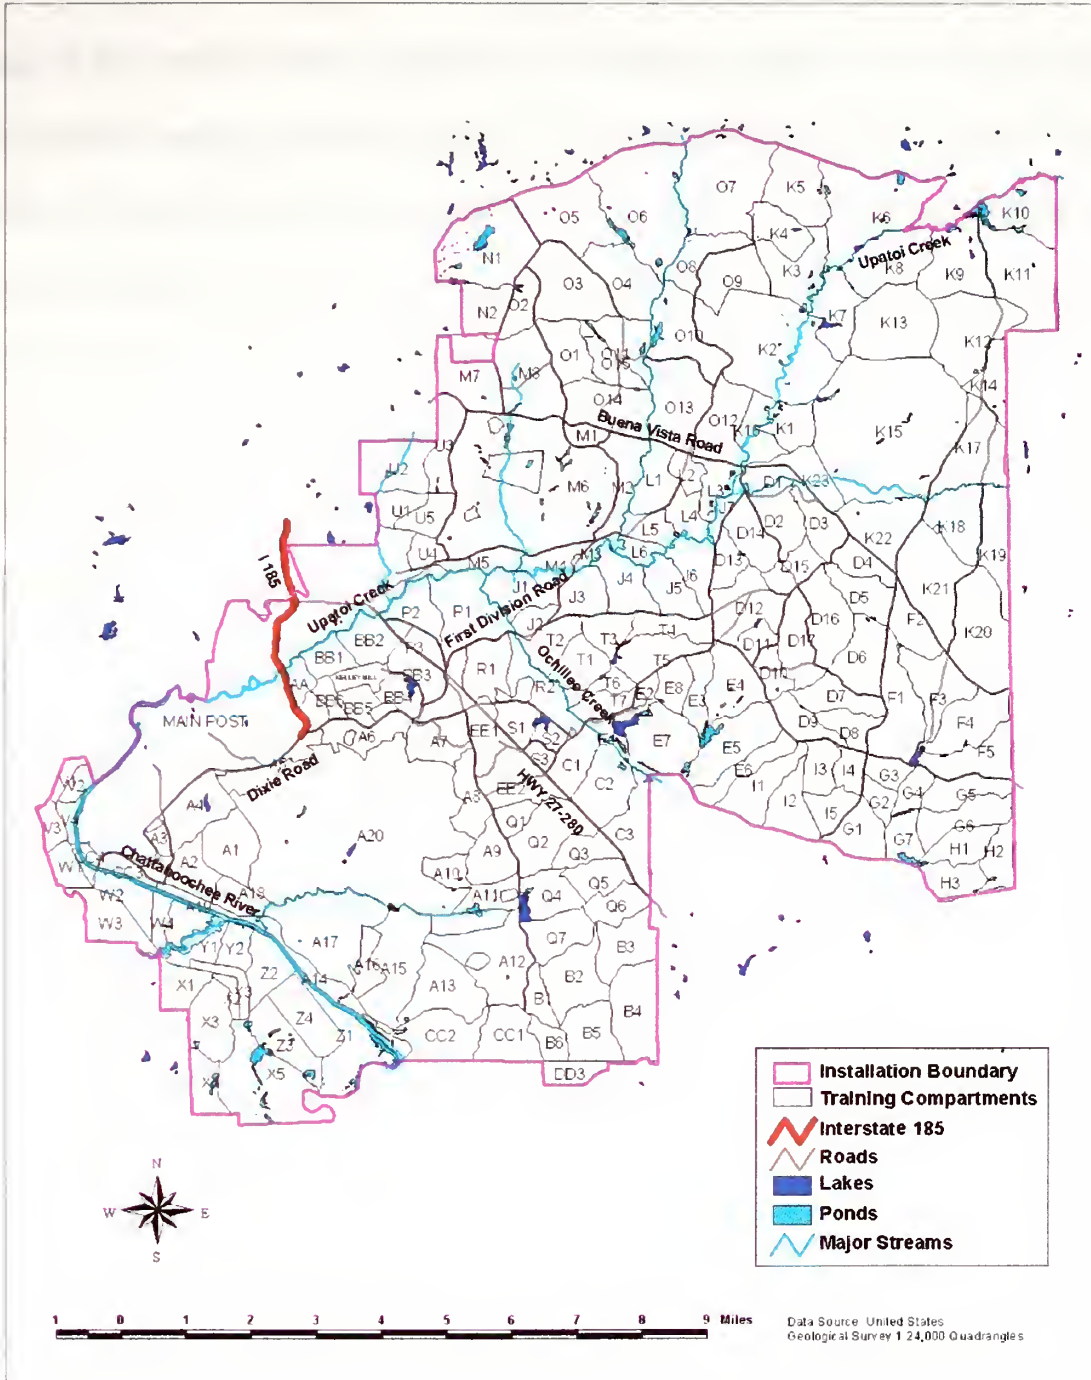 O7
K5
O5
O6
K6
K10
K4
Upatoi Creek
N1
O8
K3
K8
K9
K11
O3
O4
O9
O2
N2
K7
K13
O10
K2
K12
O1
M7
M8
K14
O14
O13
O12
K1
K15
Buena Vista Road
M1
K17
U3
U2
L1
L2
D1
K23
M6
M2
U1
U5
L4
D2
D3
K18
L5
D14
K22
U4
L6
D13
D15
D4
K19
M5
J1
J4
J6
I 185
J3
J5
K21
D5
Upatoi Creek
P2
P1
First Division Road
D12
D16
F2
J2
K20
BB2
T2
T3
D11
D17
BB1
T1
T5
D6
R1
Ochillee Creek
AA
BB3
R2
T6
D10
E8
E4
BB4
T7
E2
E3
D7
F1
F3
BB5
MAIN POST
S1
D9
F4
A6
A7
EE1
S2
E7
E5
D8
F5
Dixie Road
C1
E6
I3
I4
G3
HWY 27-280
C2
I1
I2
G2
G4
G5
A4
Q1
I5
G1
G6
V3
A3
A20
Q2
C3
G7
H1
H2
A2
A1
A9
Q3
Chattahoochee River
A10
Q5
H3
W2
A18
A11
Q4
Q6
W3
W4
Y1
Y2
A17
Q7
B3
Z2
A16
A15
A12
X1
A14
A13
B2
X3
Z4
Z1
B4
Z3
CC2
CC1
B6
B5
X5
DD3
Installation Boundary
Training Compartments
Interstate 185
Roads
Lakes
Ponds
Major Streams
N
W
E
S
1 0 1 2 3 4 5 6 7 8 9 Miles
Data Source United States
Geological Survey 1 24,000 Quadrangles